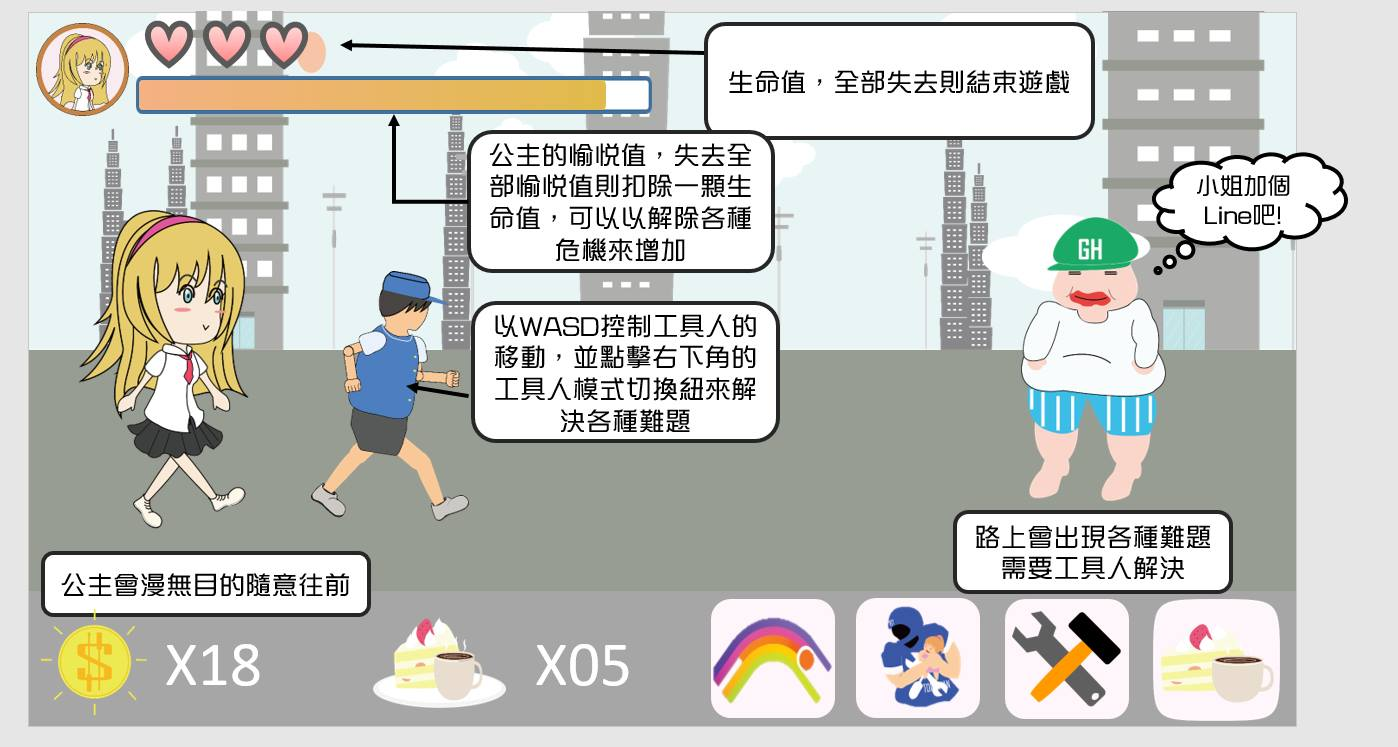 生命值，全部失去則結束遊戲
公主的愉悅值，失去全
部愉悅值則扣除一顆生
命值，可以以解除各種
危機來增加
小姐加個
Line吧!
GH
以WASD控制工具人的
移動，並點擊右下角的
工具人模式切換紐來解
決各種難題
路上會出現各種難題
需要工具人解決
公主會漫無目的隨意往前
$
X18
X05